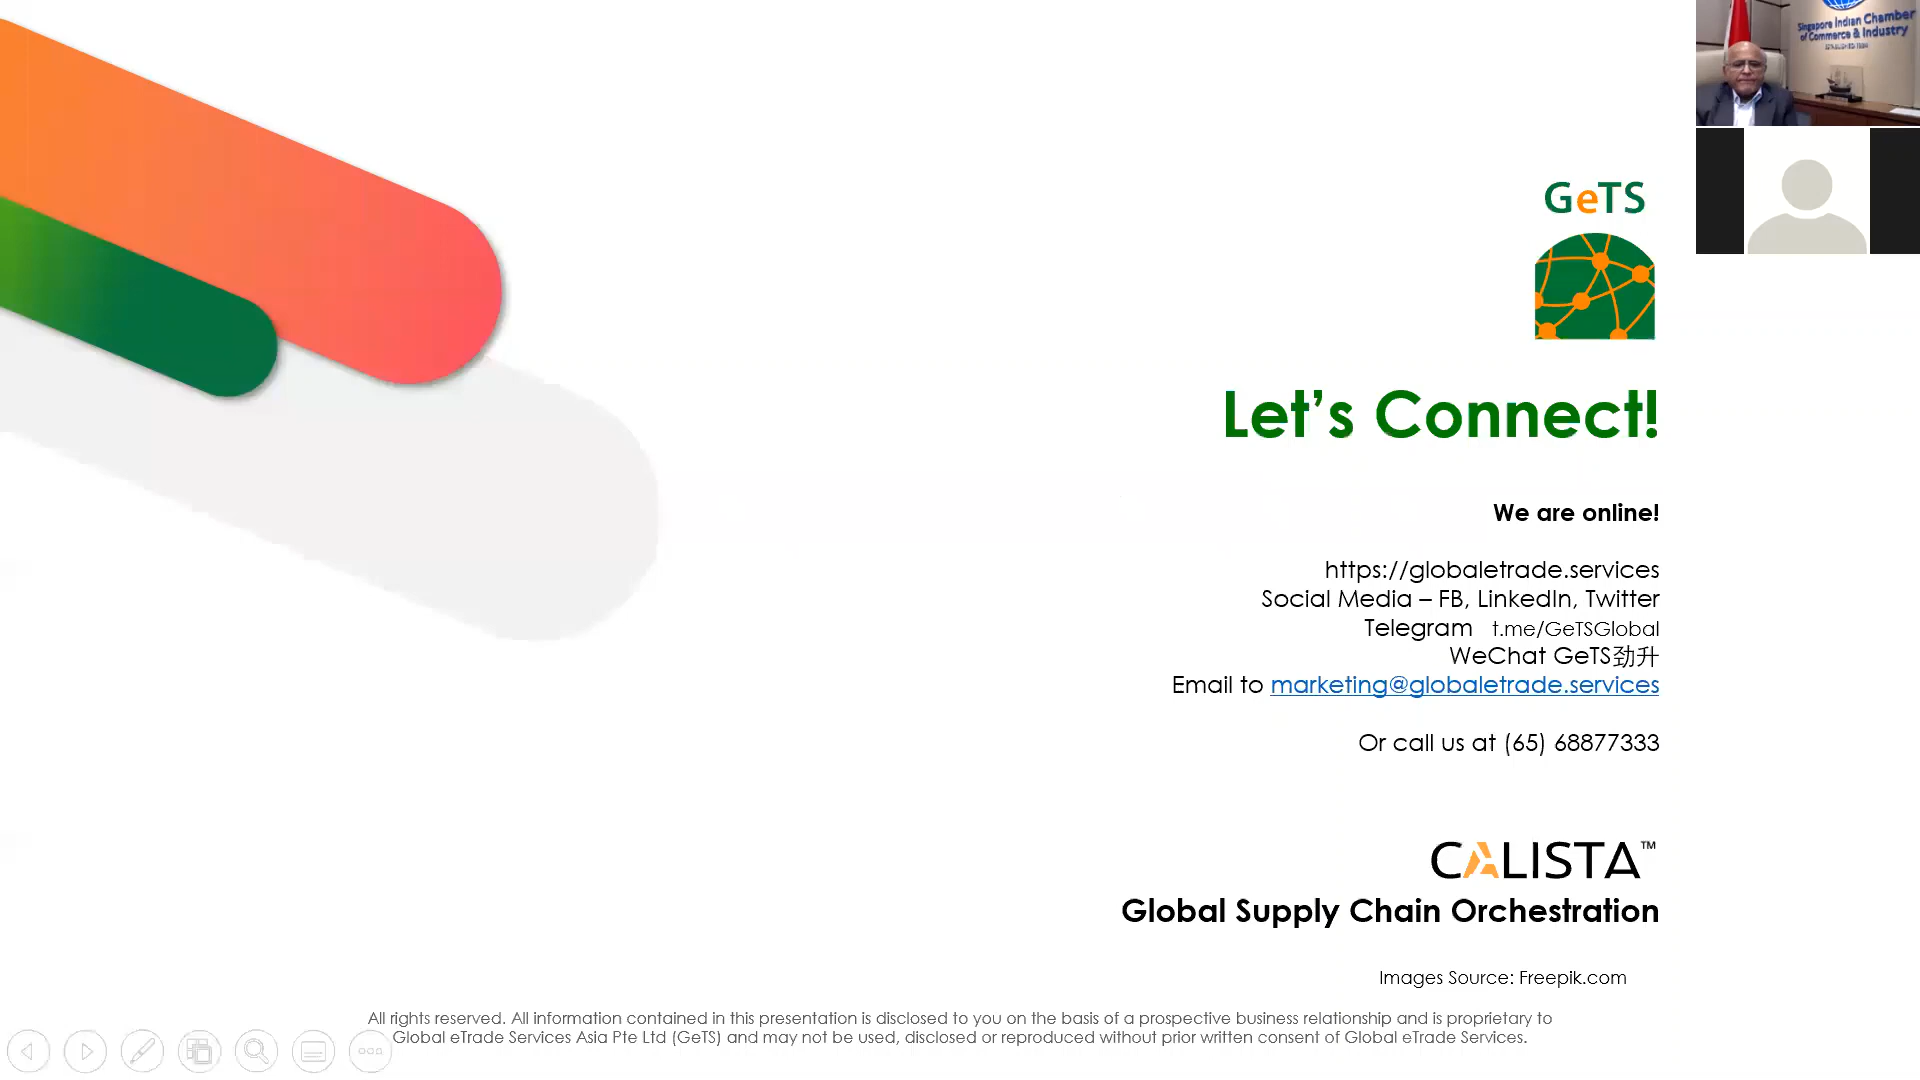 Singapore Indian Chamber
of Commerce & Industry
GeTS
Let’s Connect!
We are online!
https://globaletrade.services
Social Media – FB, LinkedIn, Twitter
Telegram t.me/GeTSGlobal
WeChat GeTS劲升
Email to marketing@globaletrade.services
Or call us at (65) 68877333
CALISTA™
Global Supply Chain Orchestration
Images Source: Freepik.com
All rights reserved. All information contained in this presentation is disclosed to you on the basis of a prospective business relationship and is proprietary to
Global eTrade Services Asia Pte Ltd (GeTS) and may not be used, disclosed or reproduced without prior written consent of Global eTrade Services.